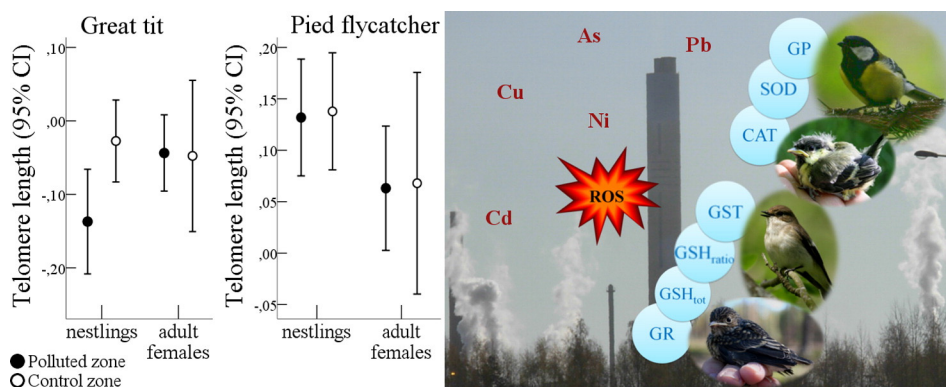 Great tit
Telomere length (95% CI)
,10
,00
-,10
-,20
nestlings
adult
females
Polluted zone
Control zone
Pied flycatcher
Telomere length (95% CI)
,20
,15
,10
,05
,00
-,05
nestlings
adult
females
As
Pb
Cu
Ni
Cd
ROS
GP
SOD
CAT
GST
GSHratio
GSHtot
GR